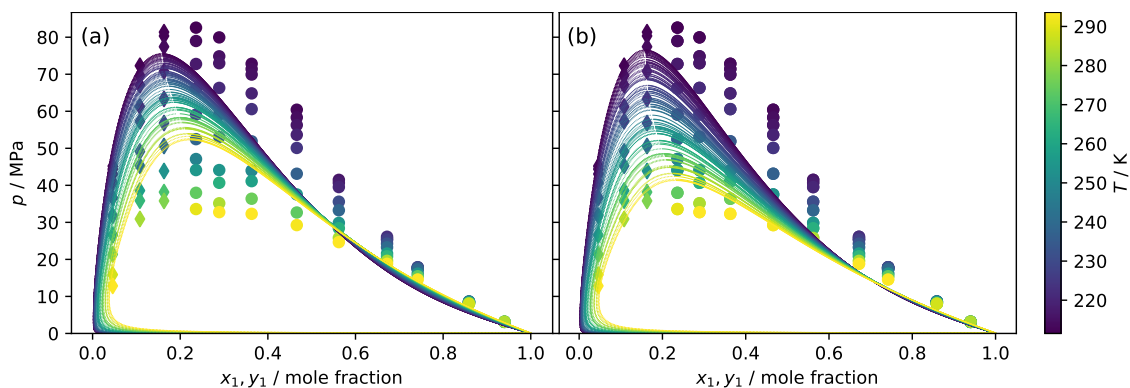 (a)
(b)
p / MPa
80
70
60
50
40
30
20
10
0
0.0 0.2 0.4 0.6 0.8 1.0
0.0 0.2 0.4 0.6 0.8 1.0
x₁, y₁ / mole fraction
x₁, y₁ / mole fraction
290
280
270
260
250
240
230
220
T / K